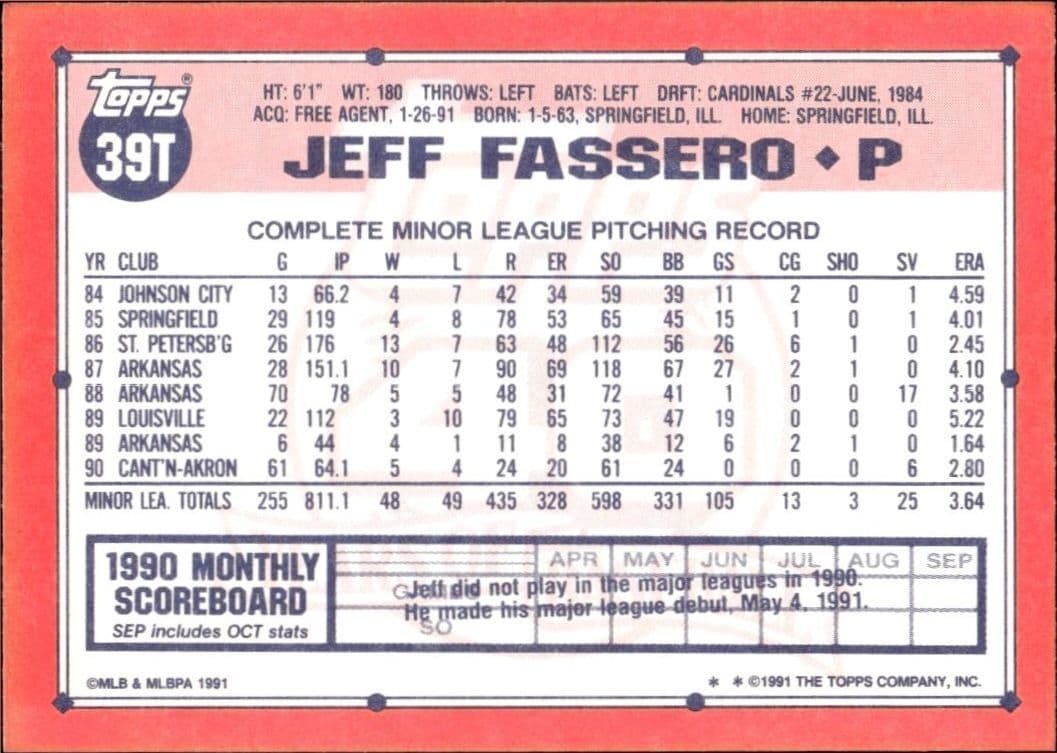 Topps®
39T
HT: 6'1" WT: 180 THROWS: LEFT BATS: LEFT DRFT: CARDINALS #22-JUNE, 1984
ACQ: FREE AGENT, 1-26-91 BORN: 1-5-63, SPRINGFIELD, ILL. HOME: SPRINGFIELD, ILL.
JEFF FASSERO ◆ P
COMPLETE MINOR LEAGUE PITCHING RECORD
YR CLUB G IP W L R ER SO BB GS CG SHO SV ERA
84 JOHNSON CITY 13 66.2 4 7 42 34 59 39 11 2 0 1 4.59
85 SPRINGFIELD 29 119 4 8 78 53 65 45 15 1 0 1 4.01
86 ST. PETERSB'G 26 176 13 7 63 48 112 56 26 6 1 0 2.45
87 ARKANSAS 28 151.1 10 7 90 69 118 67 27 2 1 0 4.10
88 ARKANSAS 70 78 5 5 48 31 72 41 1 0 0 17 3.58
89 LOUISVILLE 22 112 3 10 79 65 73 47 19 0 0 0 5.22
89 ARKANSAS 6 44 4 1 11 8 38 12 6 2 1 0 1.64
90 CANT'N-AKRON 61 64.1 5 4 24 20 61 24 0 0 0 6 2.80
MINOR LEA. TOTALS 255 811.1 48 49 435 328 598 331 105 13 3 25 3.64
1990 MONTHLY
SCOREBOARD
SEP includes OCT stats
APR MAY JUN JUL AUG SEP
Jeff did not play in the major leagues in 1990.
He made his major league debut, May 4, 1991.
SO
©MLB & MLBPA 1991
* * ©1991 THE TOPPS COMPANY, INC.